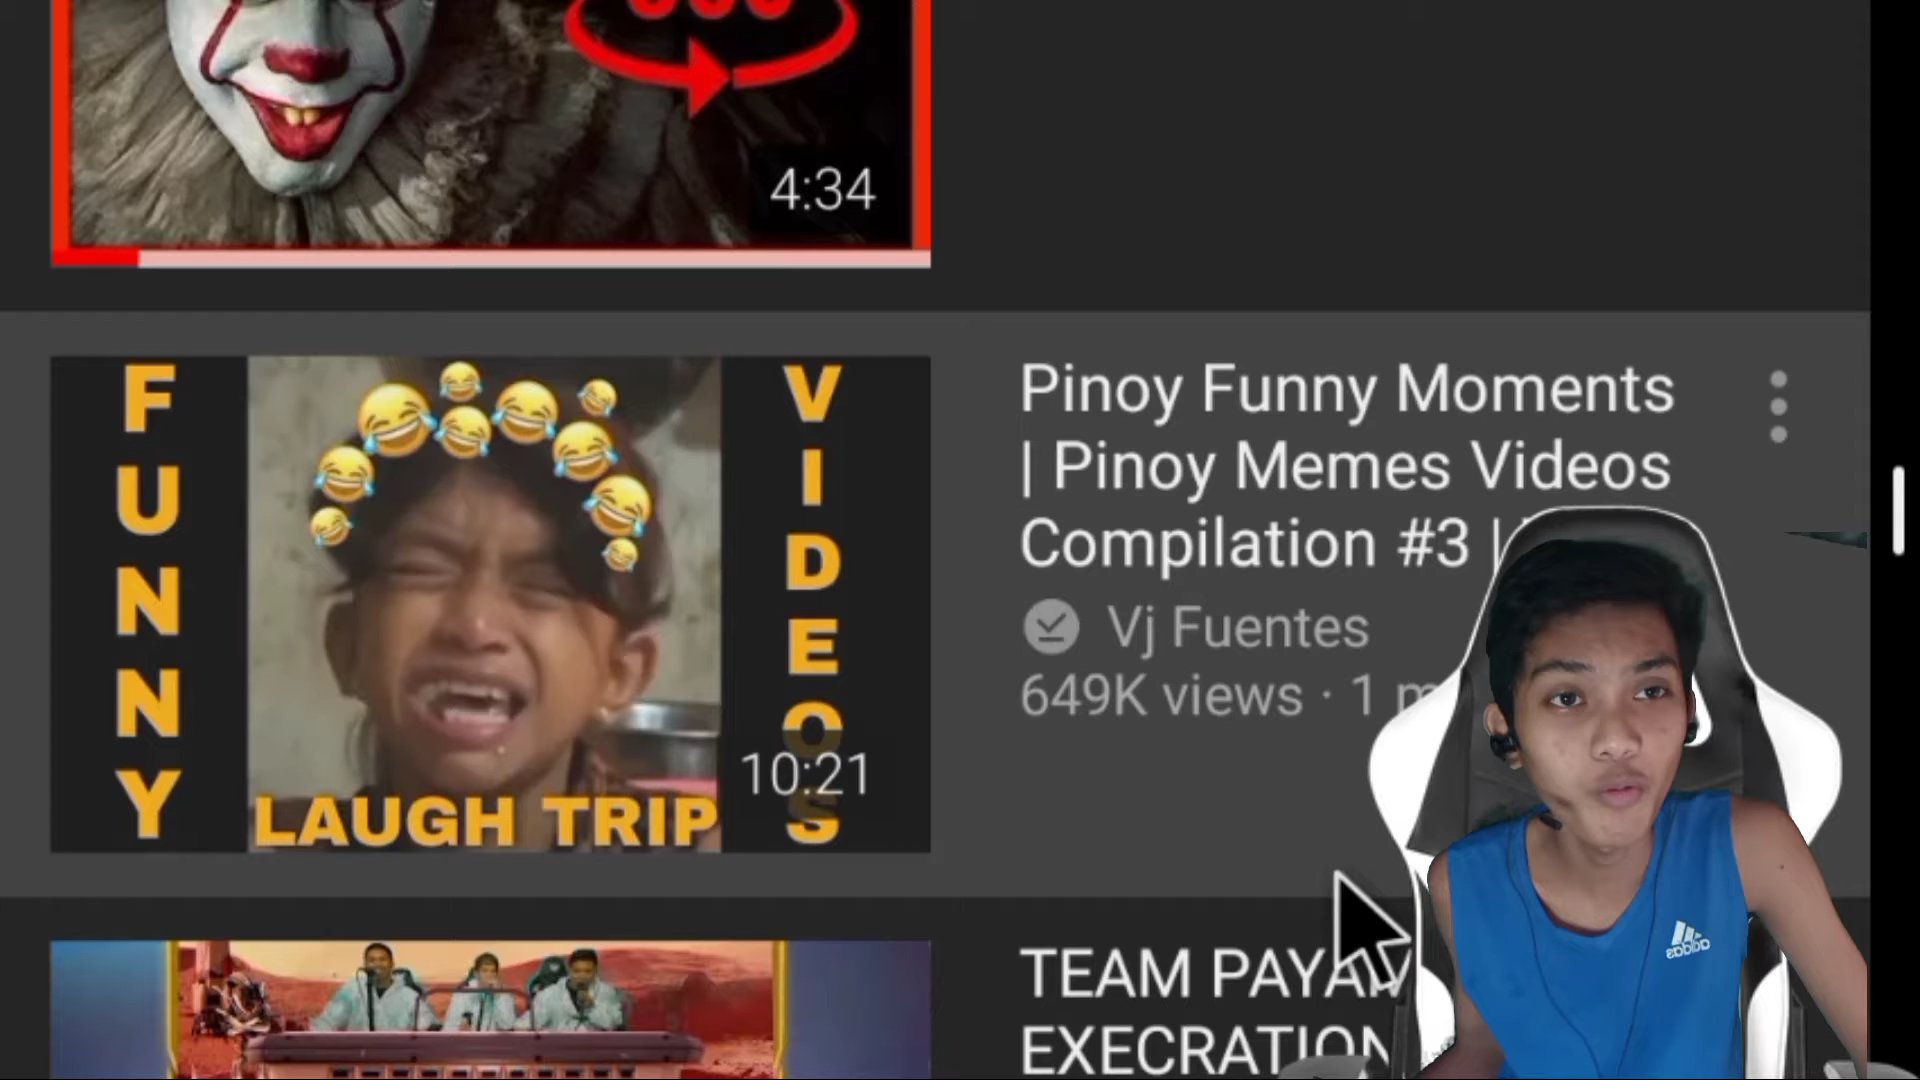 4:34
FUNNY
VIDEOS
LAUGH TRIP
10:21
Pinoy Funny Moments
| Pinoy Memes Videos
Compilation #3 |
Vj Fuentes
649K views · 1
TEAM
EXECRATION
adidas